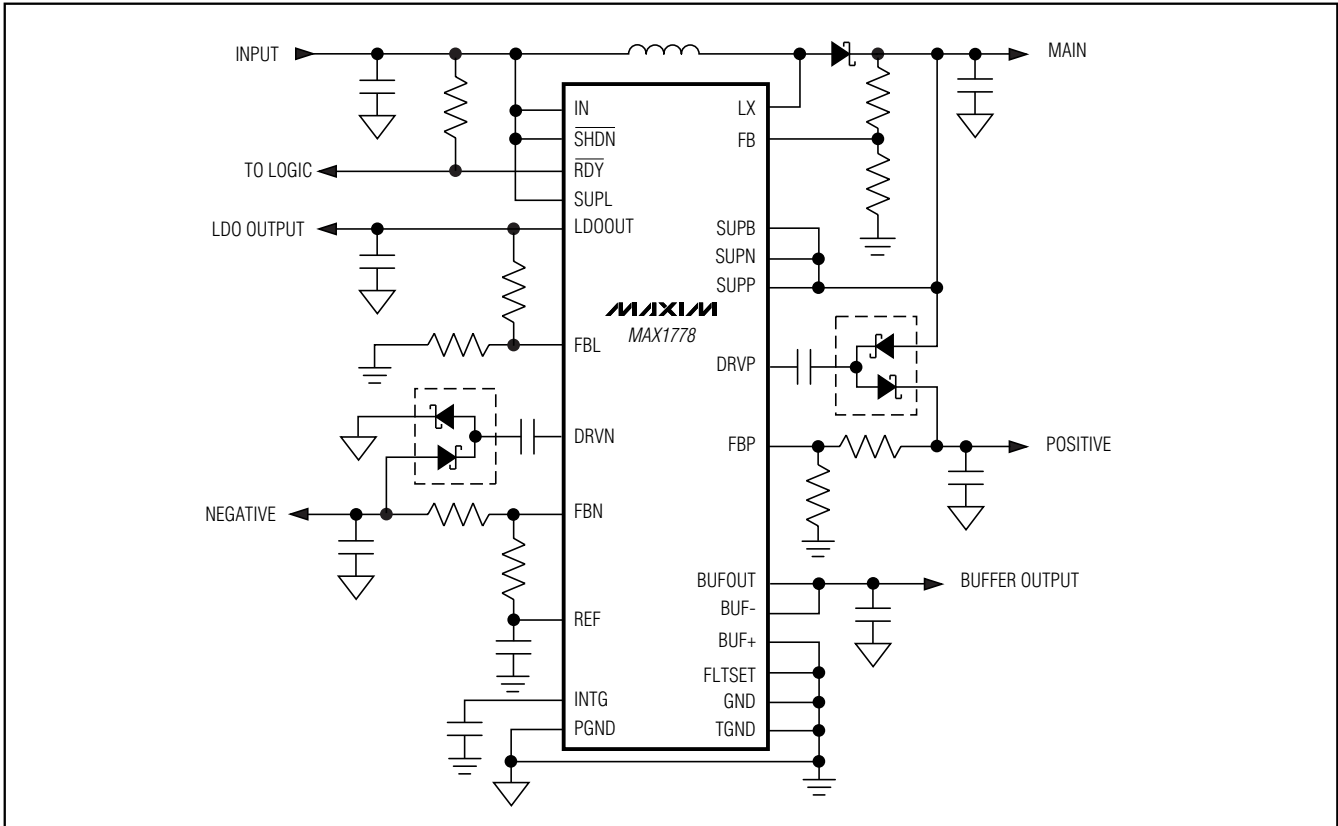 INPUT
MAIN
IN
SHDN
RDY
SUPL
LDOOUT
TO LOGIC
LDO OUTPUT
LX
FB
SUPB
SUPN
SUPP
MAXIM
MAX1778
FBL
DRVP
DRVN
FBP
POSITIVE
NEGATIVE
FBN
REF
BUFOUT
BUFFER OUTPUT
BUF-
BUF+
FLTSET
INTG
GND
PGND
TGND